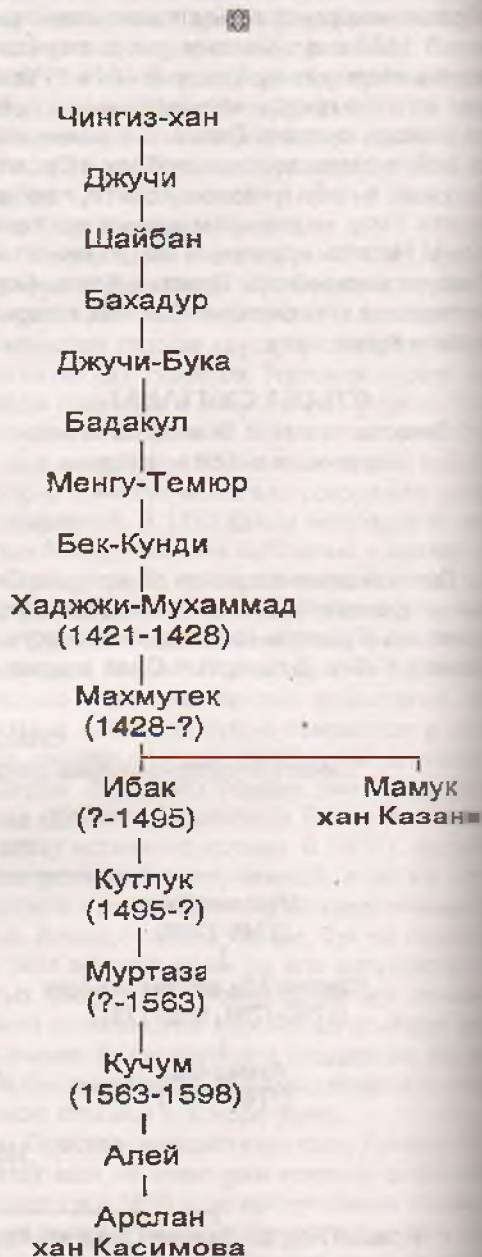 Чингиз-хан
Джучи
Шайбан
Бахадур
Джучи-Бука
Бадакул
Менгу-Темюр
Бек-Кунди
Хаджжи-Мухаммад
(1421-1428)
Махмутек
(1428-?)
Ибак Мамук
(?-1495) хан Казани
Кутлук
(1495-?)
Муртаза
(?-1563)
Кучум
(1563-1598)
Алей
Арслан
хан Касимова